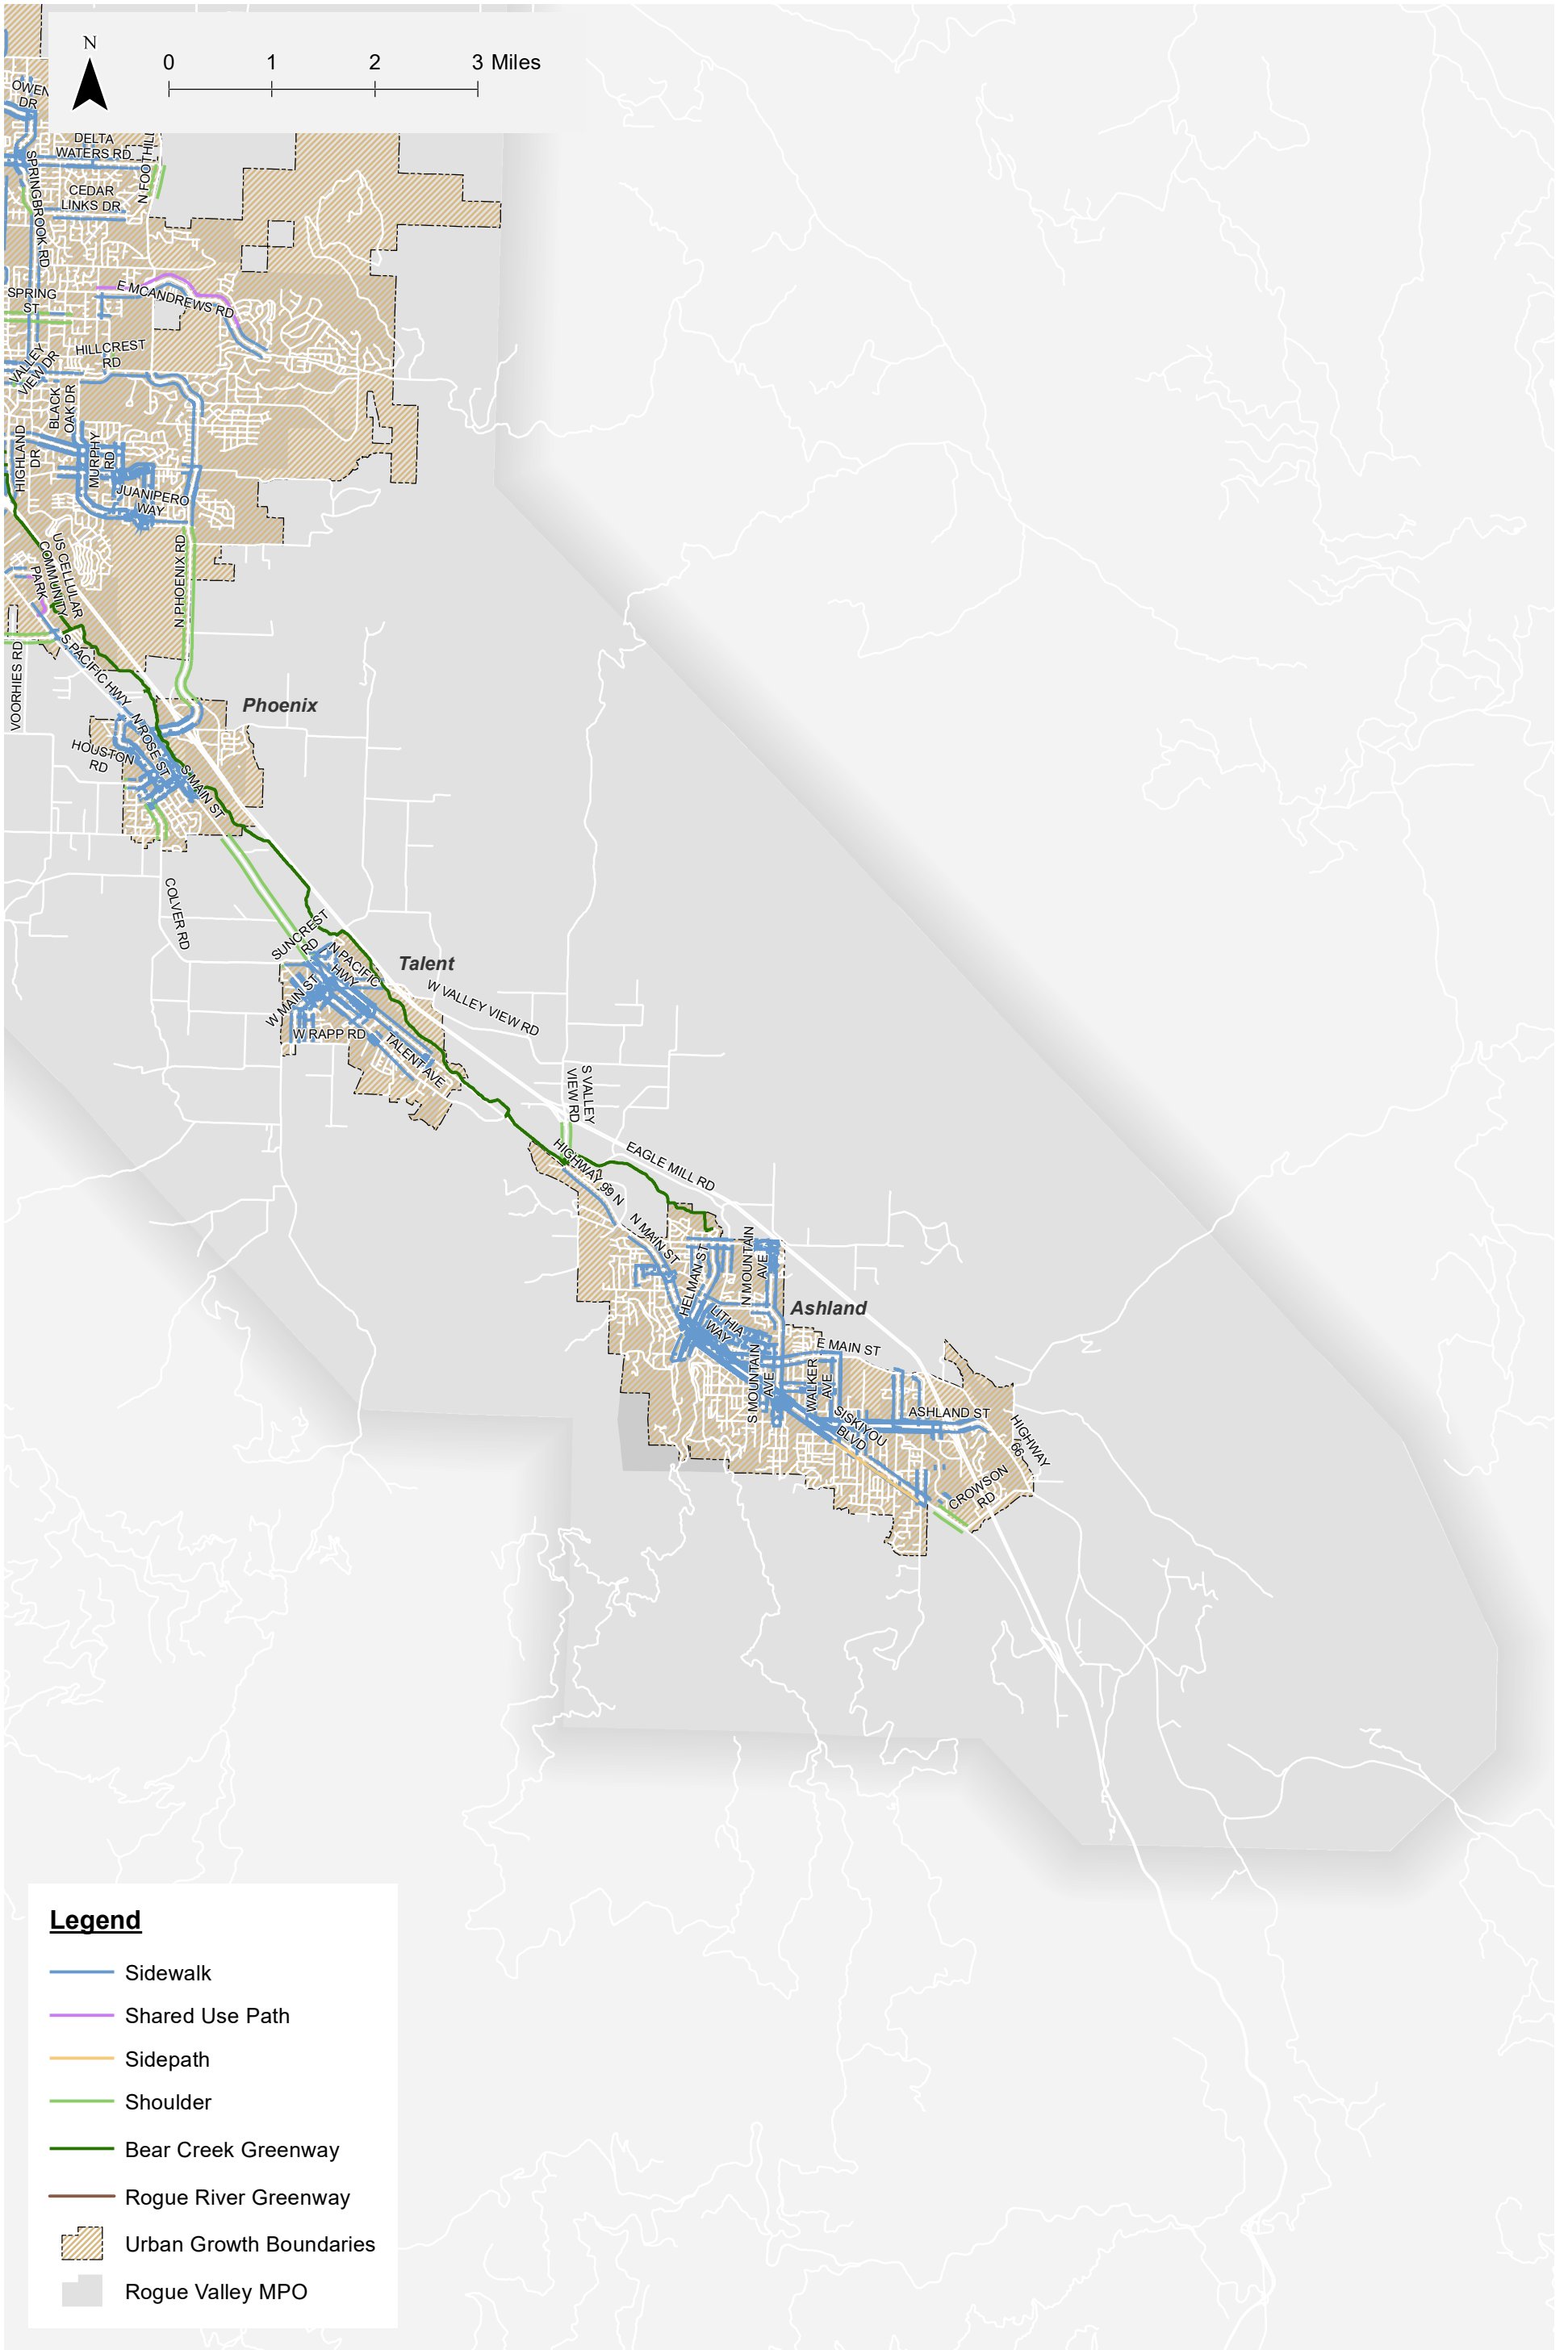 N
0 1 2 3 Miles
OWEN
DR
DELTA
WATERS RD
N FOOTHILL
SPRINGBROOK RD
CEDAR
LINKS DR
SPRING
ST
E MCANDREWS RD
HILLCREST
RD
VALLEY
VIEW DR
BLACK
OAK DR
HIGHLAND
DR
MURPHY
RD
JUANIPERO
WAY
US CELLULAR
COMMUNITY
PARK
N PHOENIX RD
VOORHIES RD
S PACIFIC HWY
Phoenix
N ROSE ST
HOUSTON
RD
S MAIN ST
COLVER RD
SUNCREST
RD
N PACIFIC
HWY
Talent
W MAIN ST
W VALLEY VIEW RD
W RAPP RD
TALENT AVE
S VALLEY
VIEW RD
HIGHWAY 99 N
EAGLE MILL RD
N MAIN ST
HELMAN ST
N MOUNTAIN
AVE
Ashland
LITHIA
WAY
E MAIN ST
S MOUNTAIN
AVE
WALKER
AVE
SISKIYOU
BLVD
ASHLAND ST
HIGHWAY
66
CROWSON
RD
Legend
Sidewalk
Shared Use Path
Sidepath
Shoulder
Bear Creek Greenway
Rogue River Greenway
Urban Growth Boundaries
Rogue Valley MPO